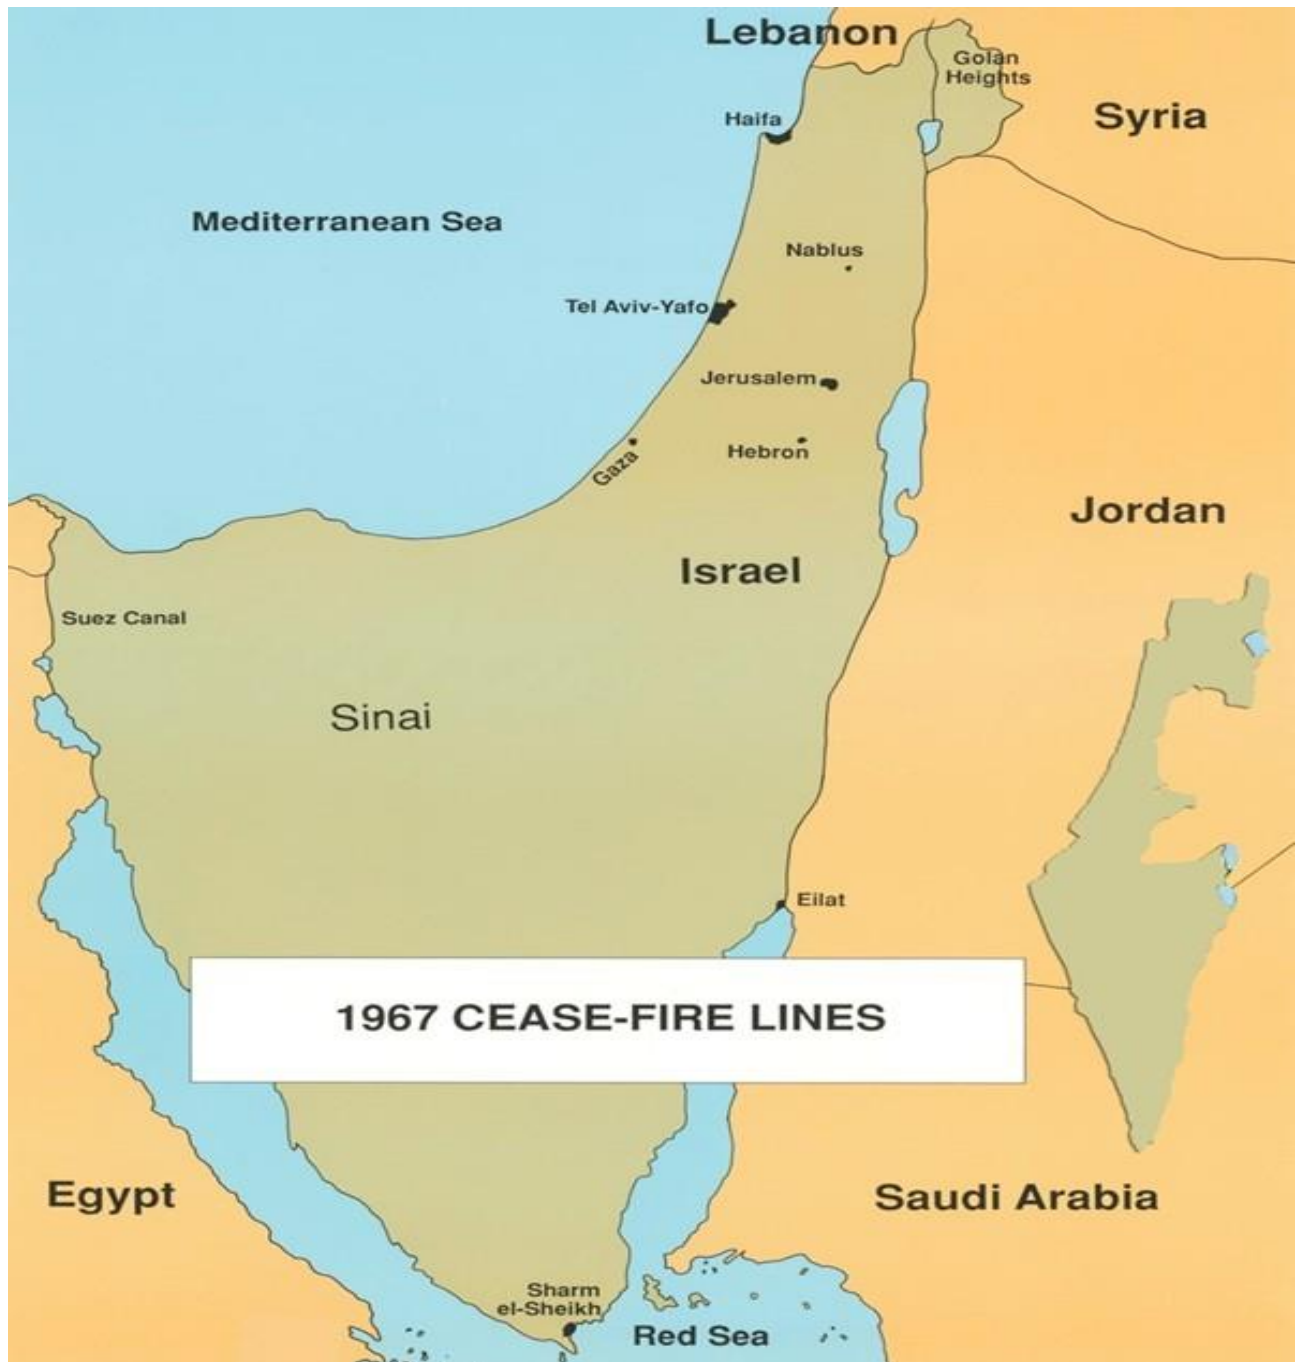 Lebanon
Golan
Heights
Syria
Haifa
Mediterranean Sea
Nablus
Tel Aviv-Yafo
Jerusalem
Hebron
Gaza
Jordan
Israel
Suez Canal
Sinai
Eilat
1967 CEASE-FIRE LINES
Egypt
Saudi Arabia
Sharm
el-Sheikh
Red Sea